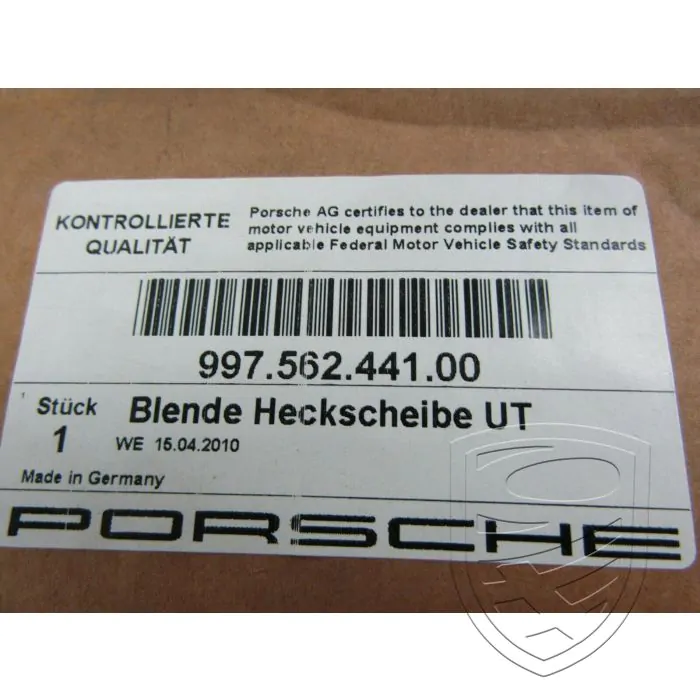 KONTROLLIERTE
QUALITÄT
Porsche AG certifies to the dealer that this item of
motor vehicle equipment complies with all
applicable Federal Motor Vehicle Safety Standards
997.562.441.00
Stück
1
Blende Heckscheibe UT
WE 15.04.2010
Made in Germany
PORSCHE